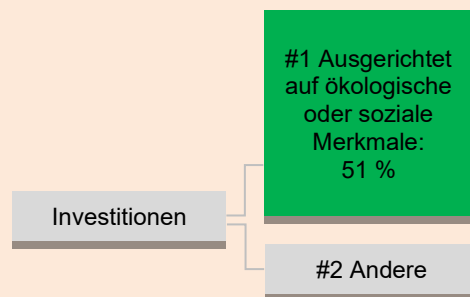 #1 Ausgerichtet
auf ökologische
oder soziale
Merkmale:
51 %
Investitionen
#2 Andere